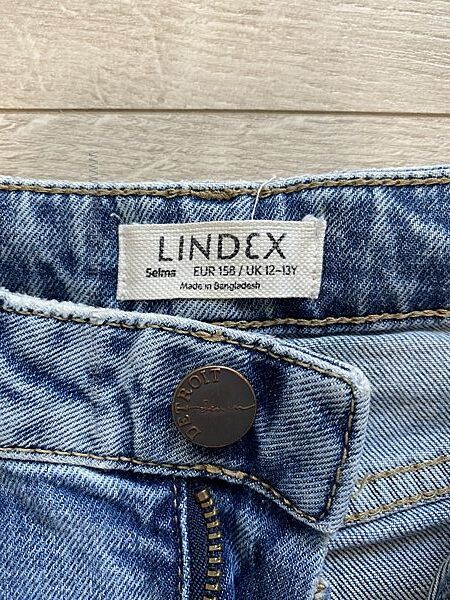 LINDEX
Selma EUR 158 / UK 12-13Y
Made in Bangladesh
DETROIT